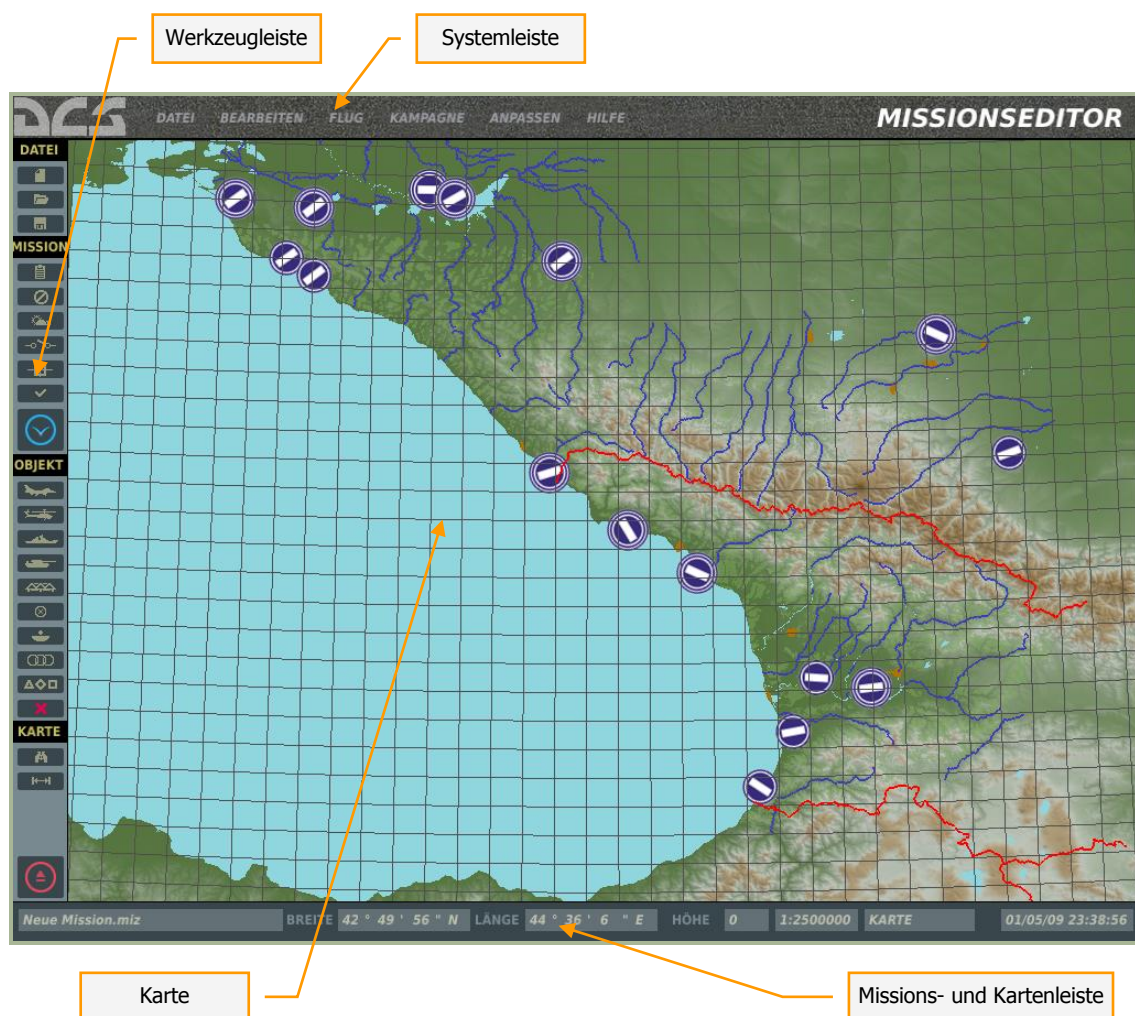 Werkzeugleiste Systemleiste
DCS DATEI BEARBEITEN FLUG KAMPAGNE ANPASSEN HILFE MISSIONSEDITOR
DATEI
MISSION
OBJEKT
KARTE
Neue Mission.miz BREITE 42 ° 49 ' 56 " N LÄNGE 44 ° 36 ' 6 " E HÖHE 0 1:2500000 KARTE 01/05/09 23:38:56
Karte Missions- und Kartenleiste